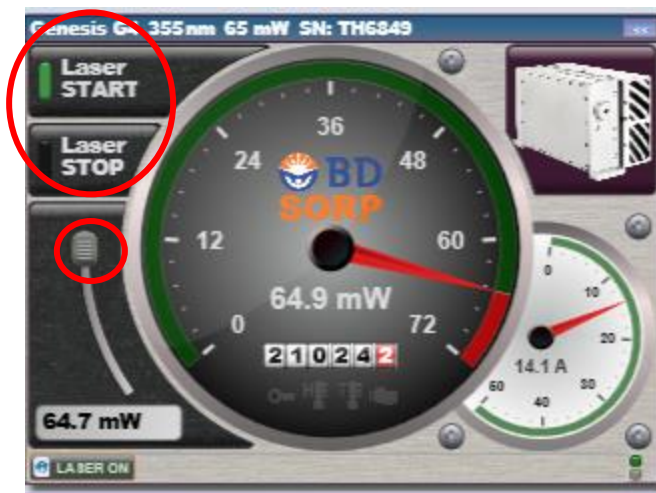 Genesis G4 355nm 65 mW SN: TH6849
<<
Laser
START
Laser
STOP
36
24
48
BD
SORP
12
60
64.9 mW
0
72
210242
0
10
20
14.1 A
30
40
50
60
64.7 mW
LASER ON